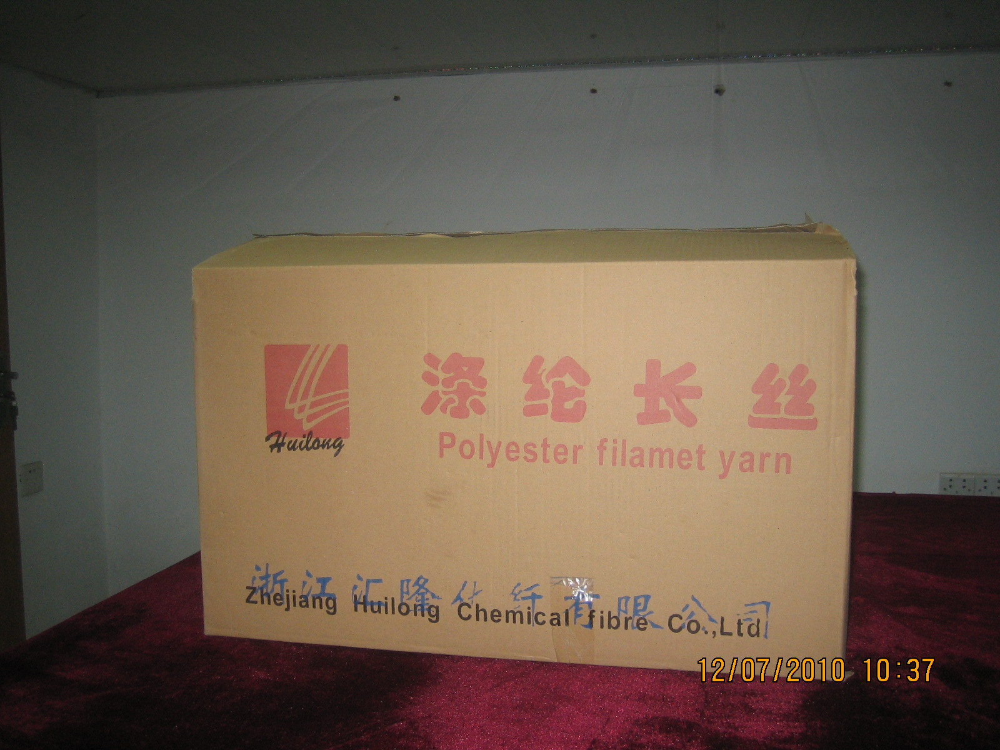 涤纶长丝
Huilong
Polyester filamet yarn
浙江汇隆化纤有限公司
Zhejiang Huilong Chemical fibre Co.,Ltd
12/07/2010 10:37